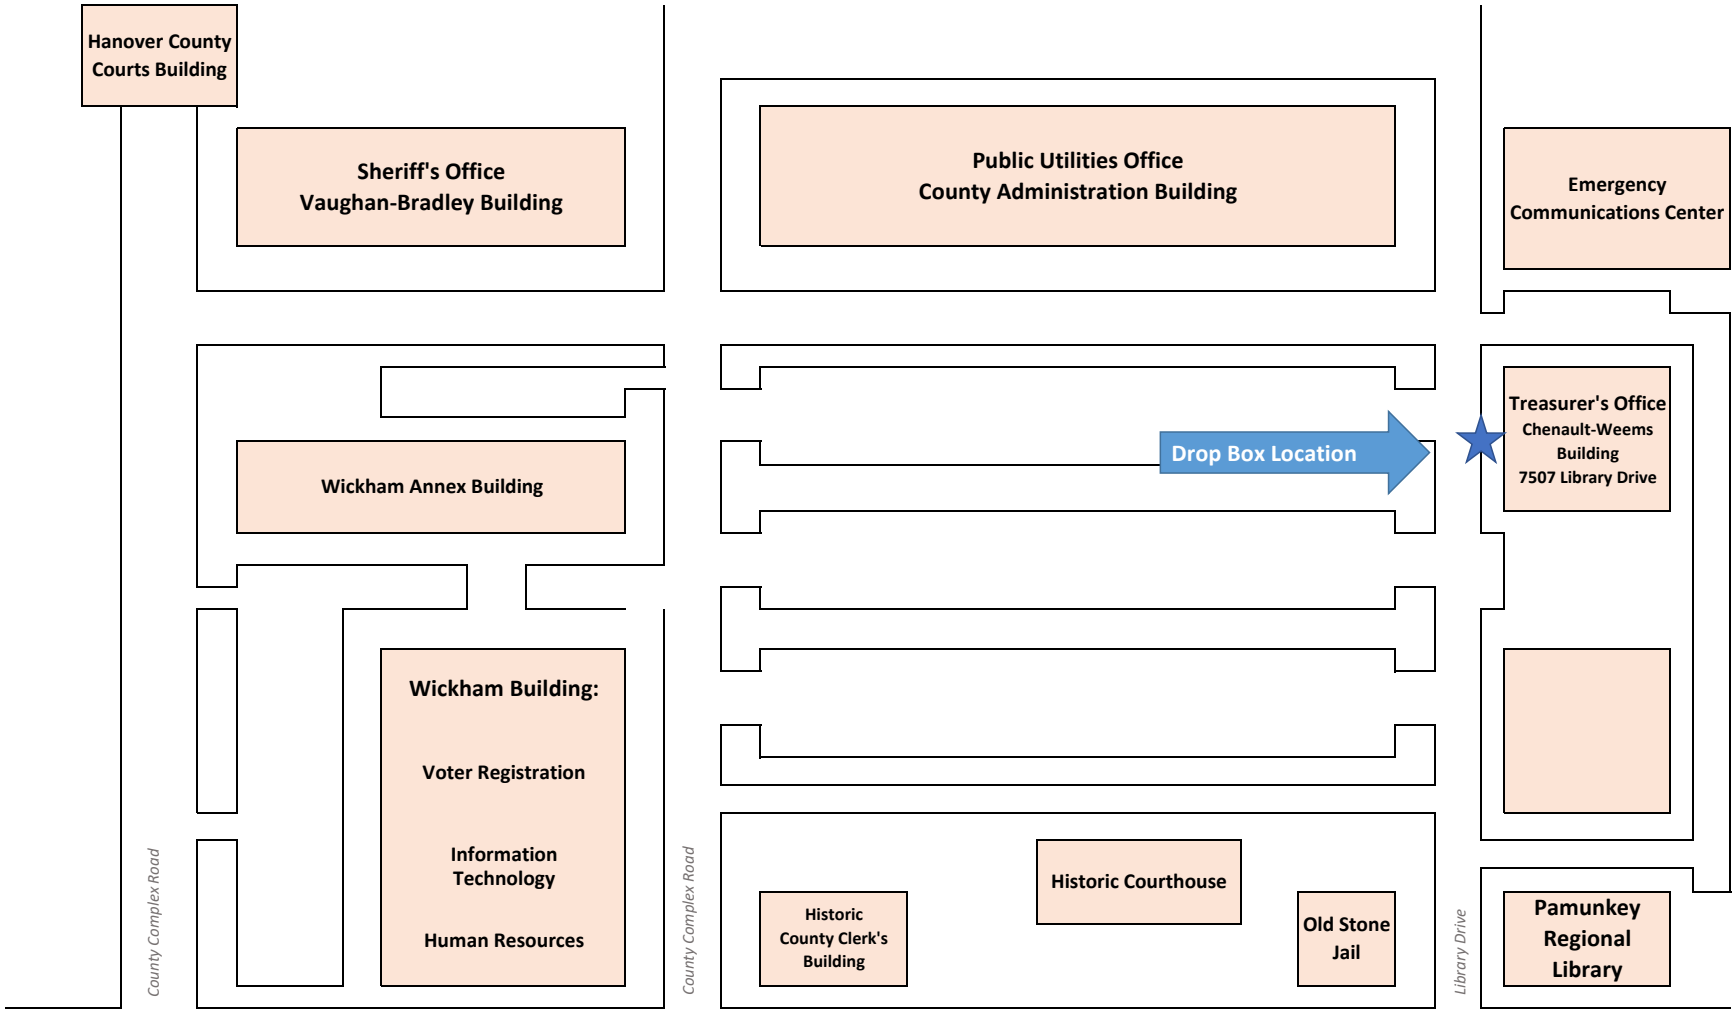 Hanover County
Courts Building
Sheriff's Office
Vaughan-Bradley Building
Public Utilities Office
County Administration Building
Emergency
Communications Center
Treasurer's Office
Chenault-Weems
Building
7507 Library Drive
Drop Box Location
Wickham Annex Building
Wickham Building:
Voter Registration
Information
Technology
Human Resources
County Complex Road
County Complex Road
Historic
County Clerk's
Building
Historic Courthouse
Old Stone
Jail
Library Drive
Pamunkey
Regional
Library